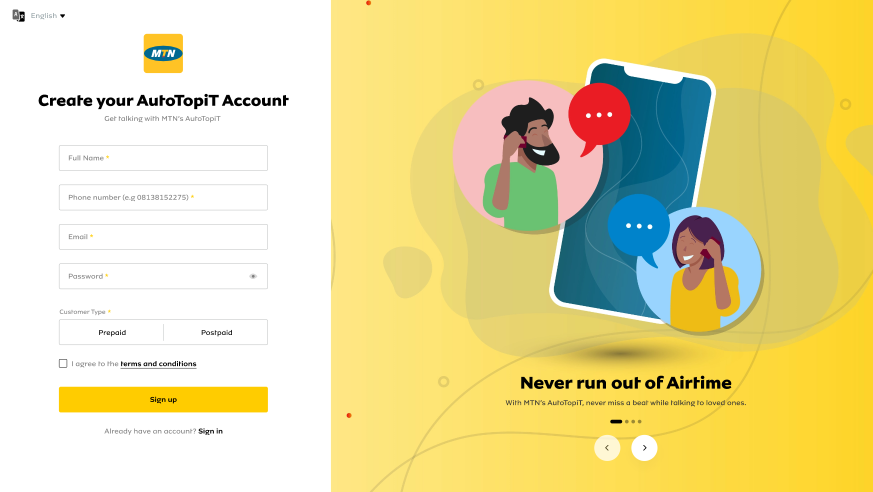 English
MTN
Create your AutoTopiT Account
Get talking with MTN's AutoTopiT
Full Name *
Phone number (e.g 08138152275) *
Email *
Password *
Customer Type *
Prepaid
Postpaid
I agree to the terms and conditions
Sign up
Already have an account? Sign in
Never run out of Airtime
With MTN's AutoTopiT, never miss a beat while talking to loved ones.